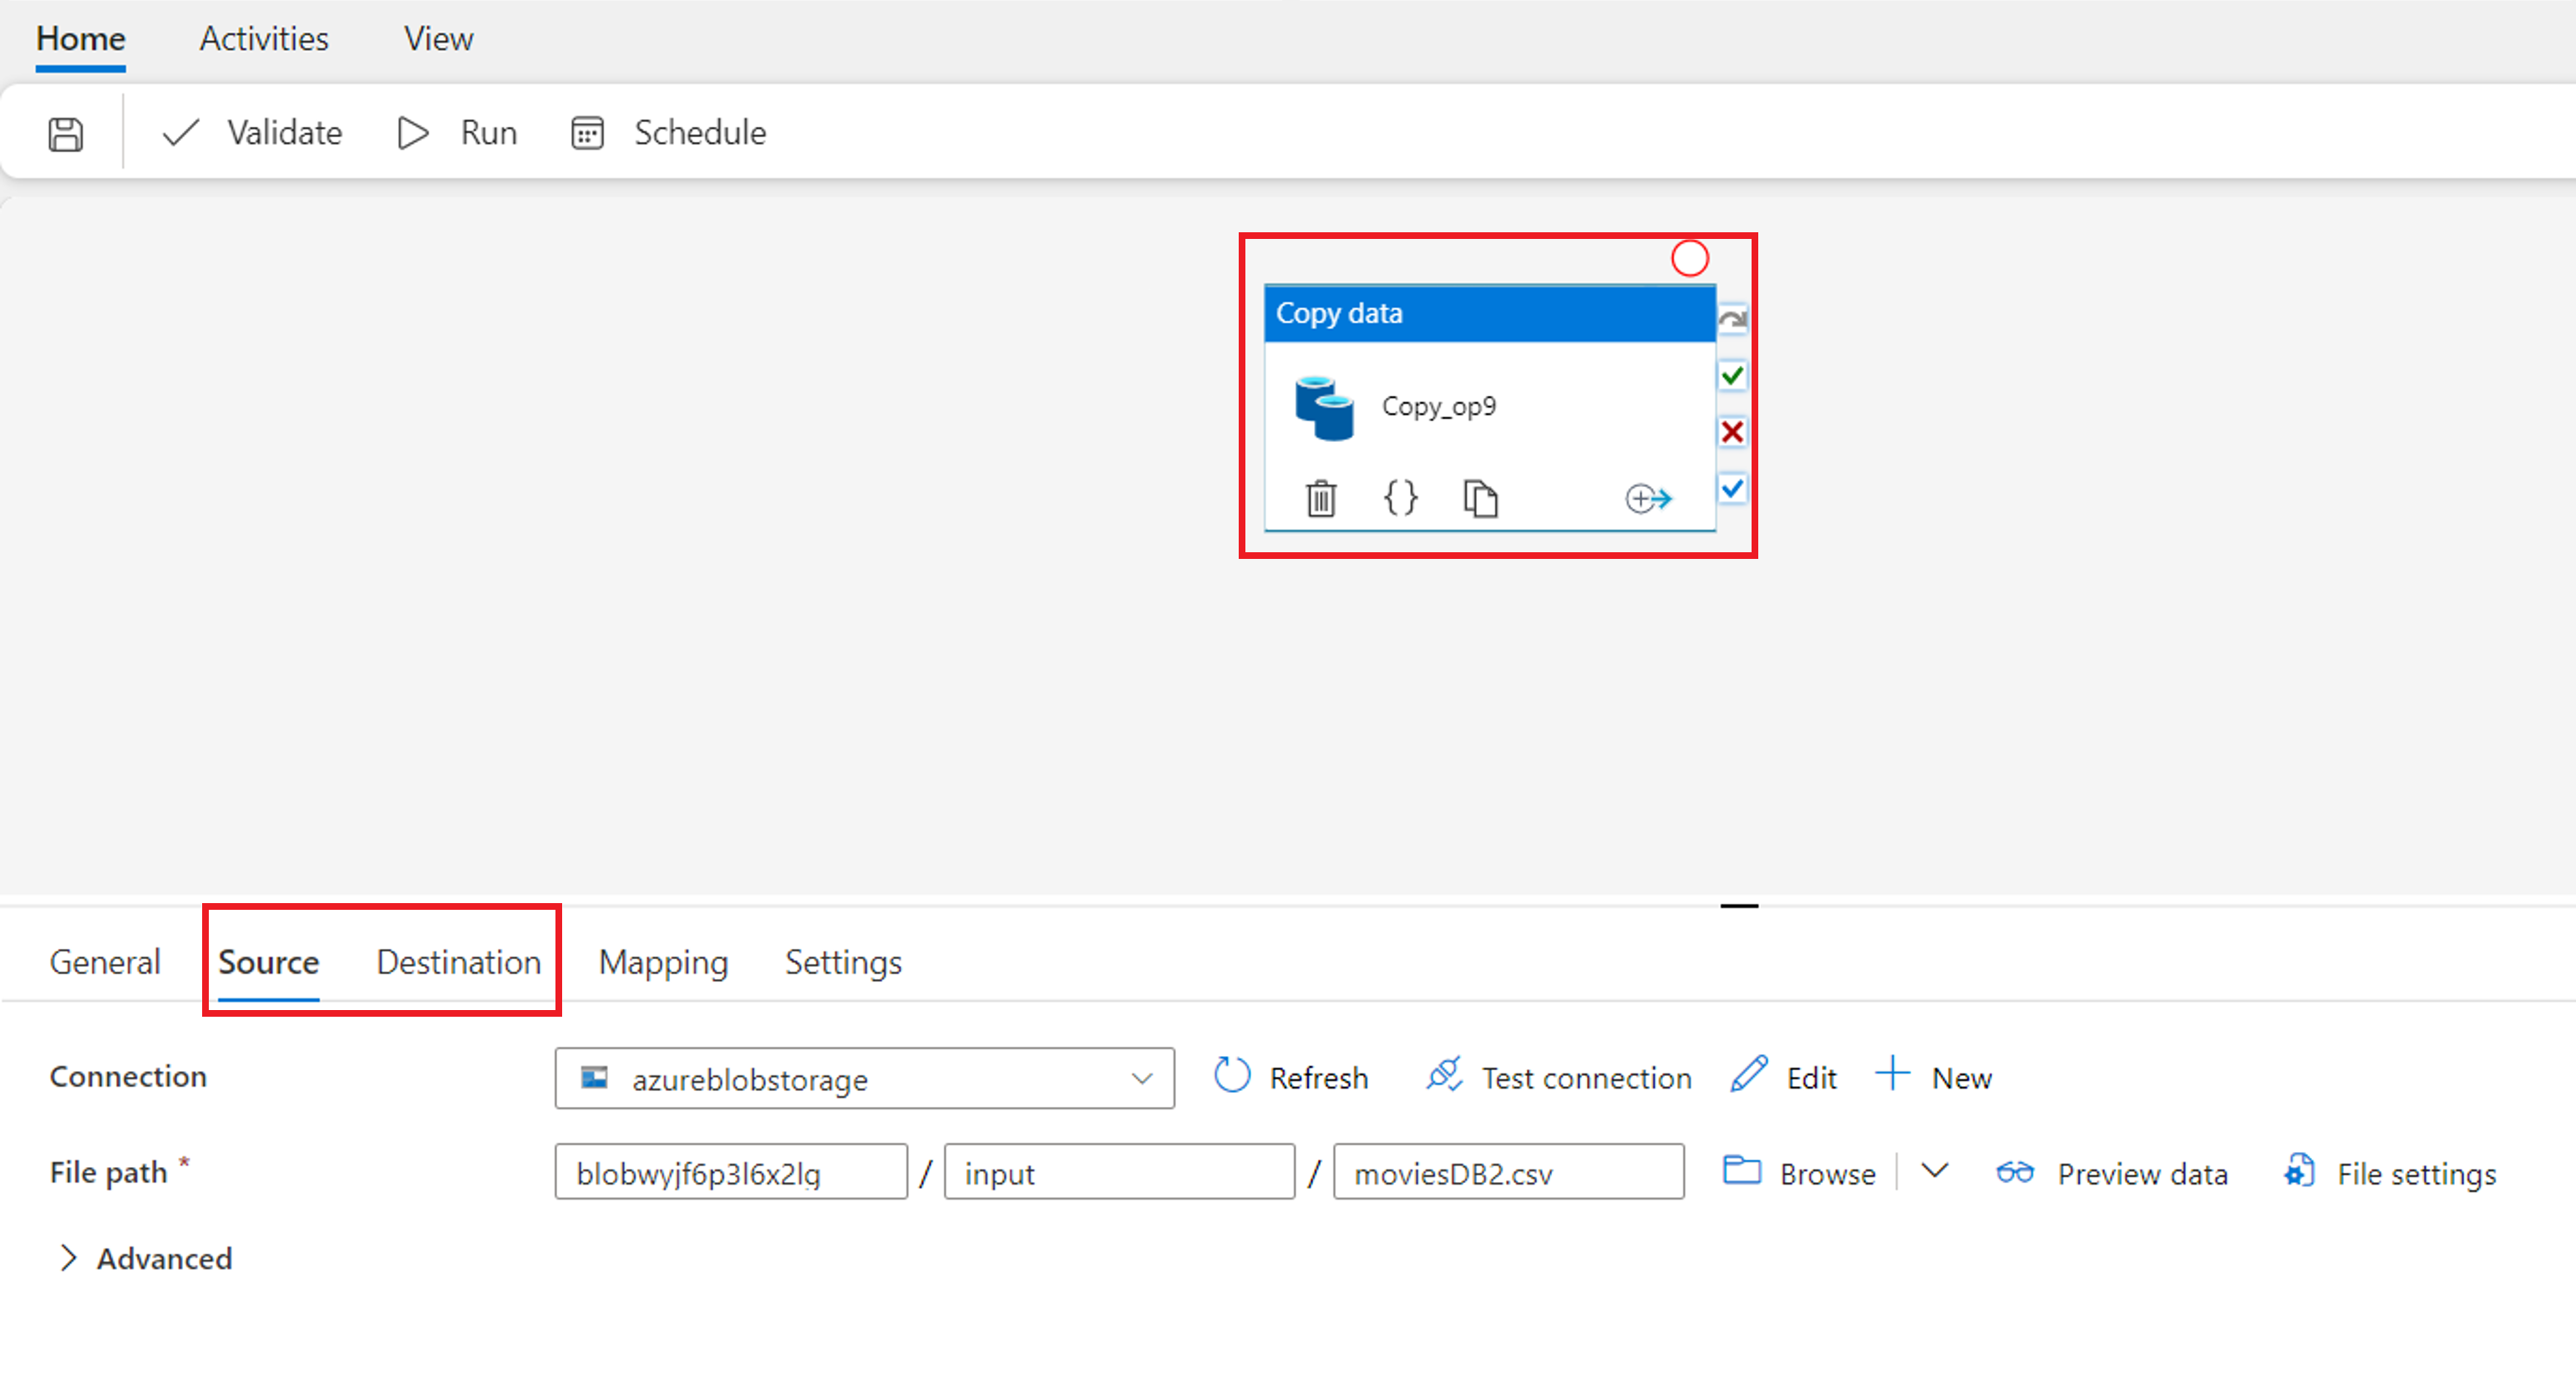 Home Activities View
Validate Run Schedule
Copy data
Copy_op9
General Source Destination Mapping Settings
Connection azureblobstorage Refresh Test connection Edit New
File path * blobwyjf6p3l6x2lg / input / moviesDB2.csv Browse Preview data File settings
Advanced